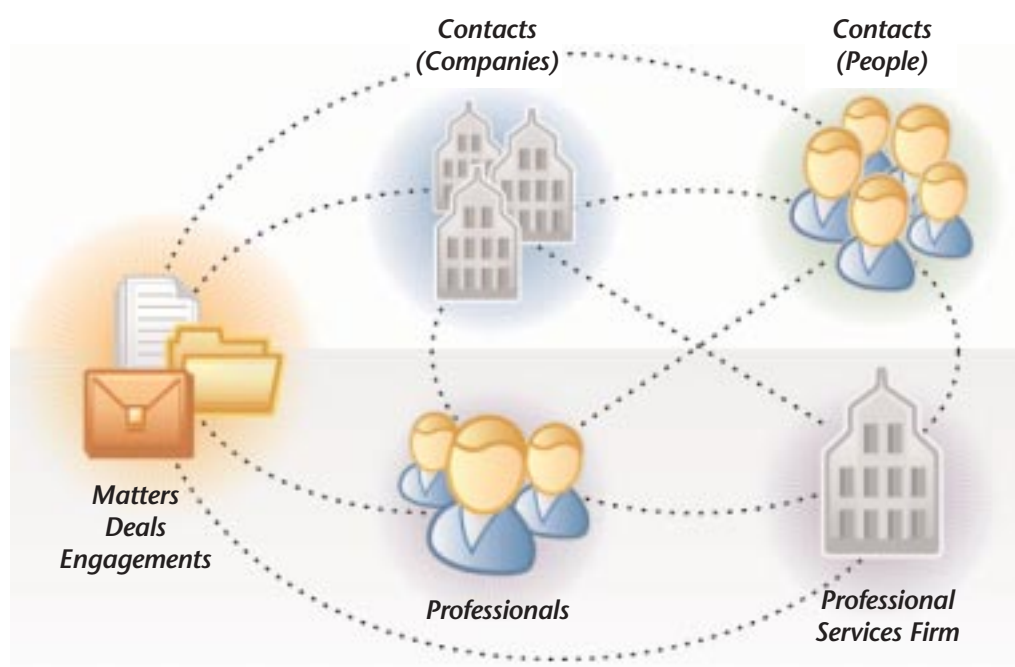 Contacts
(Companies)
Contacts
(People)
Matters
Deals
Engagements
Professionals
Professional
Services Firm